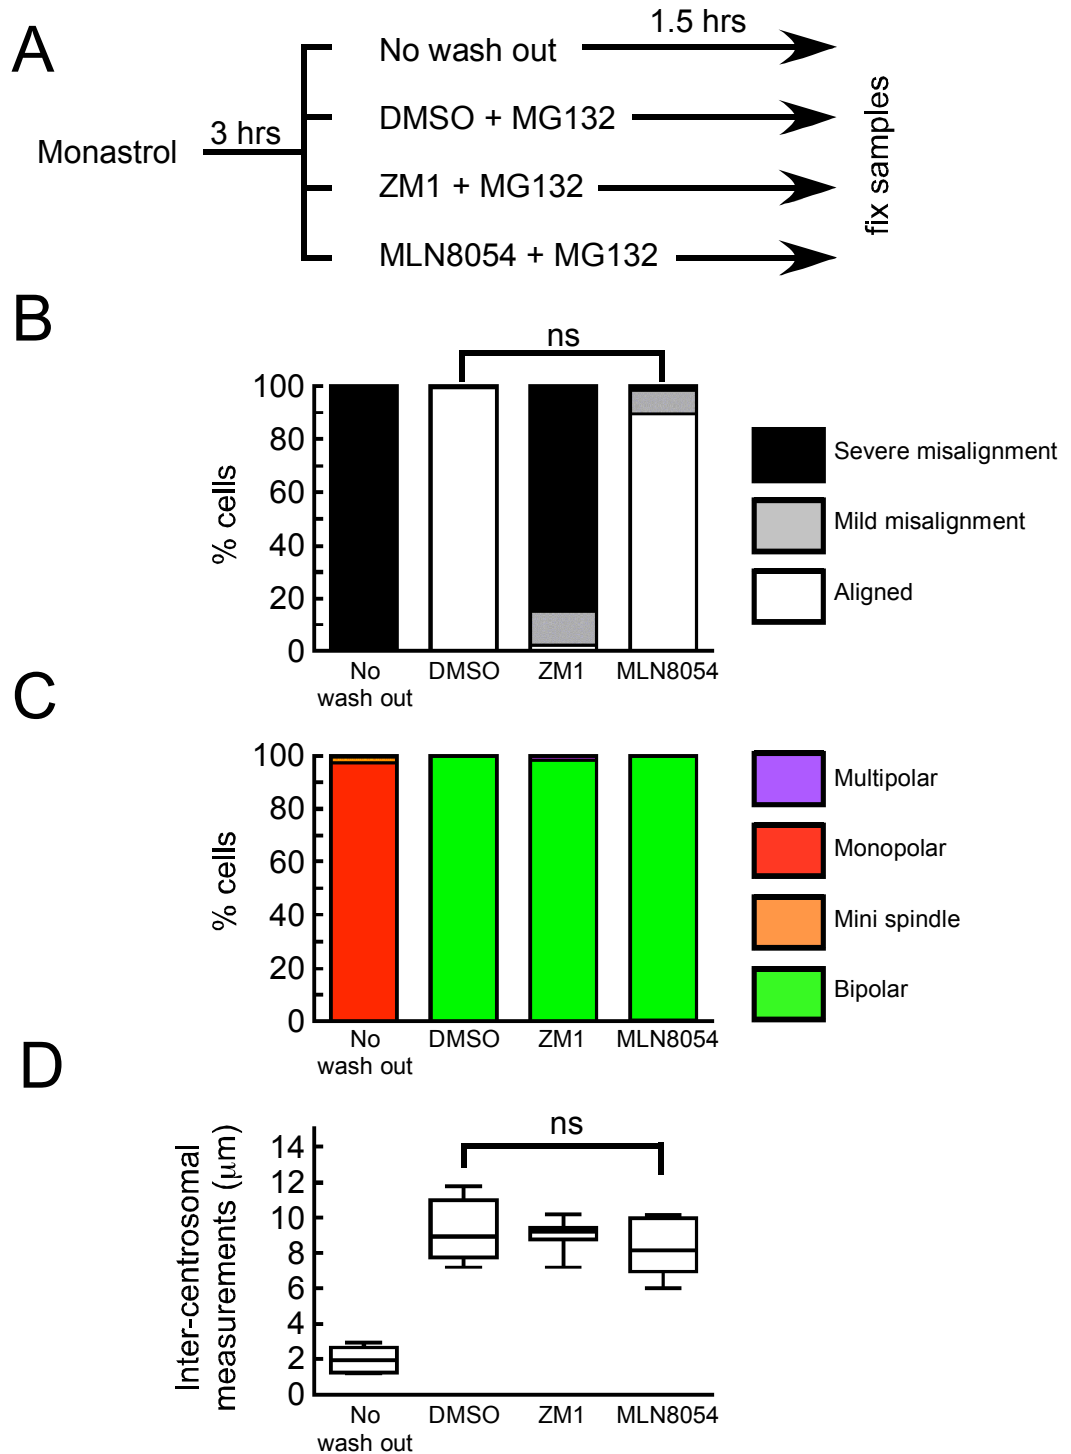 A
Monastrol
3 hrs
No wash out
1.5 hrs
DMSO + MG132
ZM1 + MG132
MLN8054 + MG132
fix samples
B
ns
% cells
100
80
60
40
20
0
No
wash out
DMSO
ZM1
MLN8054
Severe misalignment
Mild misalignment
Aligned
C
% cells
100
80
60
40
20
0
No
wash out
DMSO
ZM1
MLN8054
Multipolar
Monopolar
Mini spindle
Bipolar
D
ns
Inter-centrosomal
measurements (μm)
14
12
10
8
6
4
2
0
No
wash out
DMSO
ZM1
MLN8054